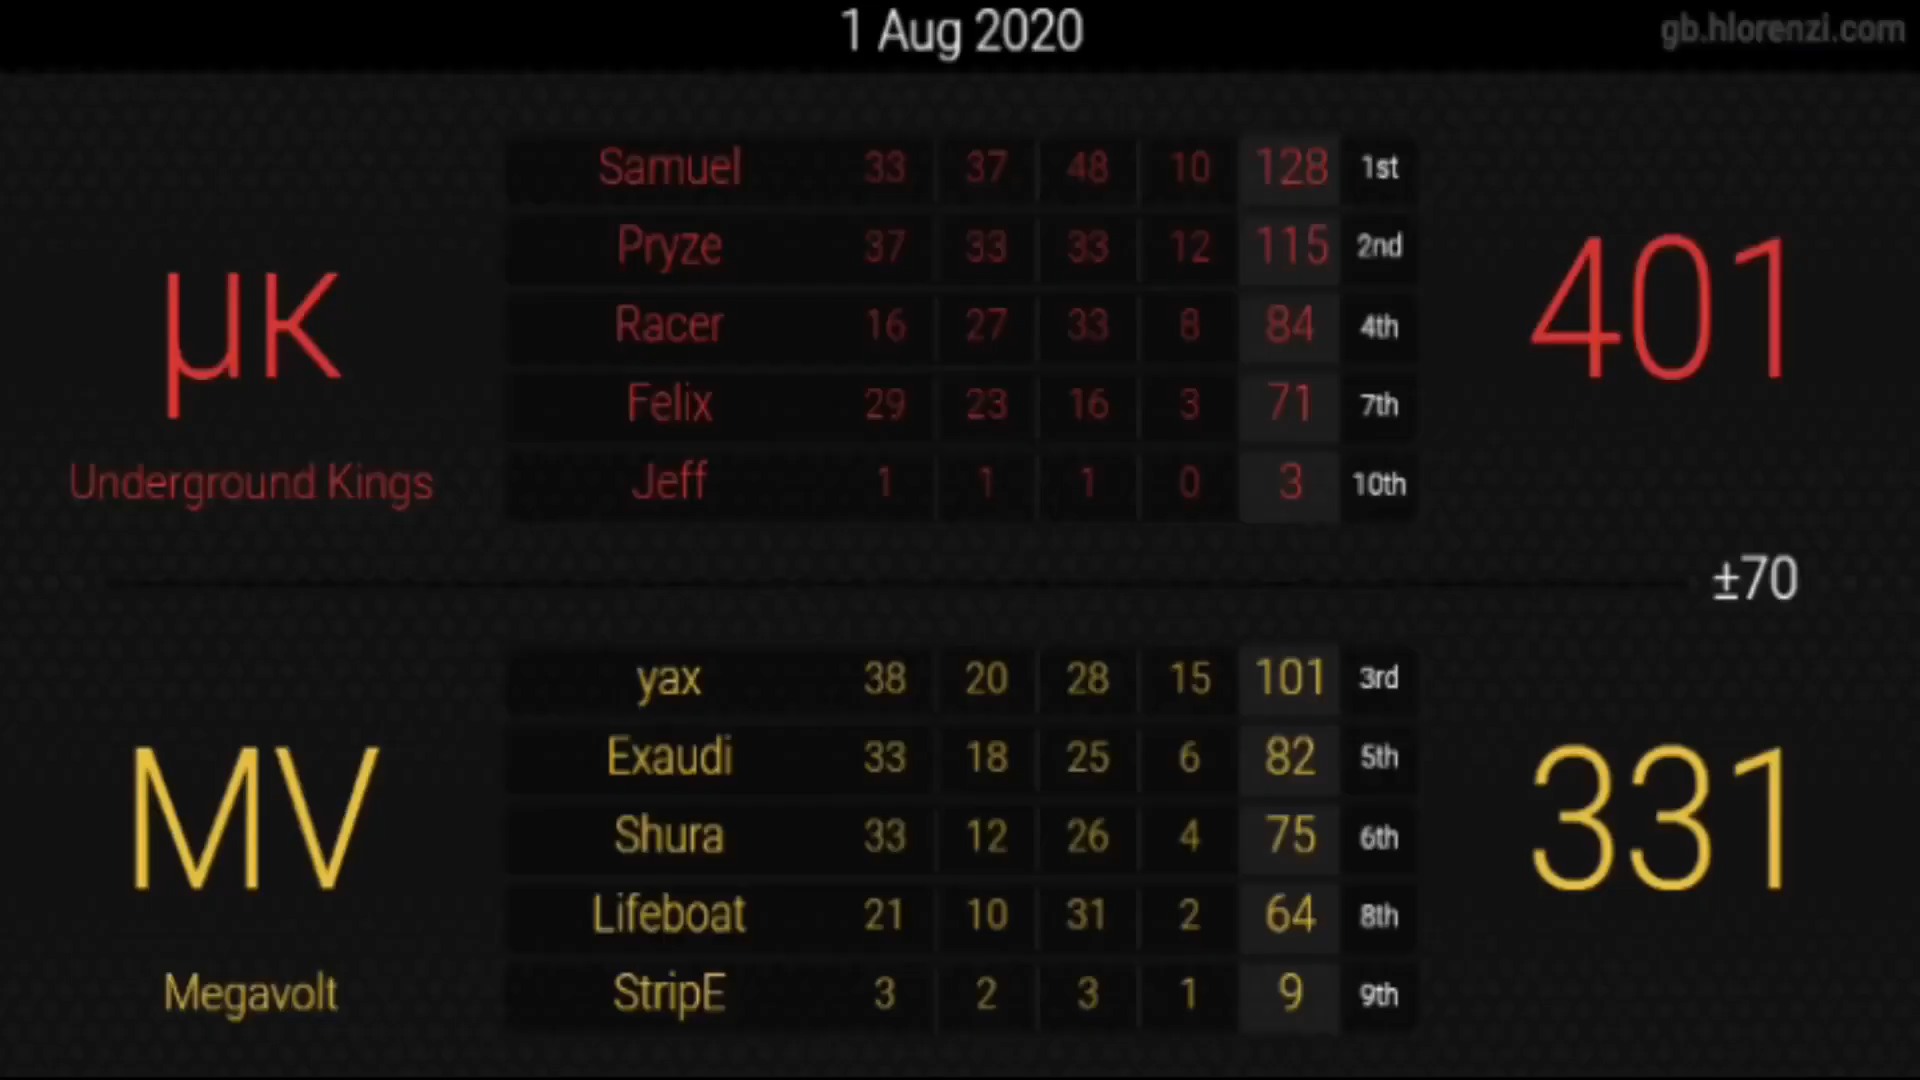 1 Aug 2020
gb.hlorenzi.com
Samuel 33 37 48 10 128 1st
Pryze 37 33 33 12 115 2nd
Racer 16 27 33 8 84 4th
Felix 29 23 16 3 71 7th
Jeff 1 1 1 0 3 10th
μκ
Underground Kings
401
±70
yax 38 20 28 15 101 3rd
Exaudi 33 18 25 6 82 5th
Shura 33 12 26 4 75 6th
Lifeboat 21 10 31 2 64 8th
StripE 3 2 3 1 9 9th
MV
Megavolt
331